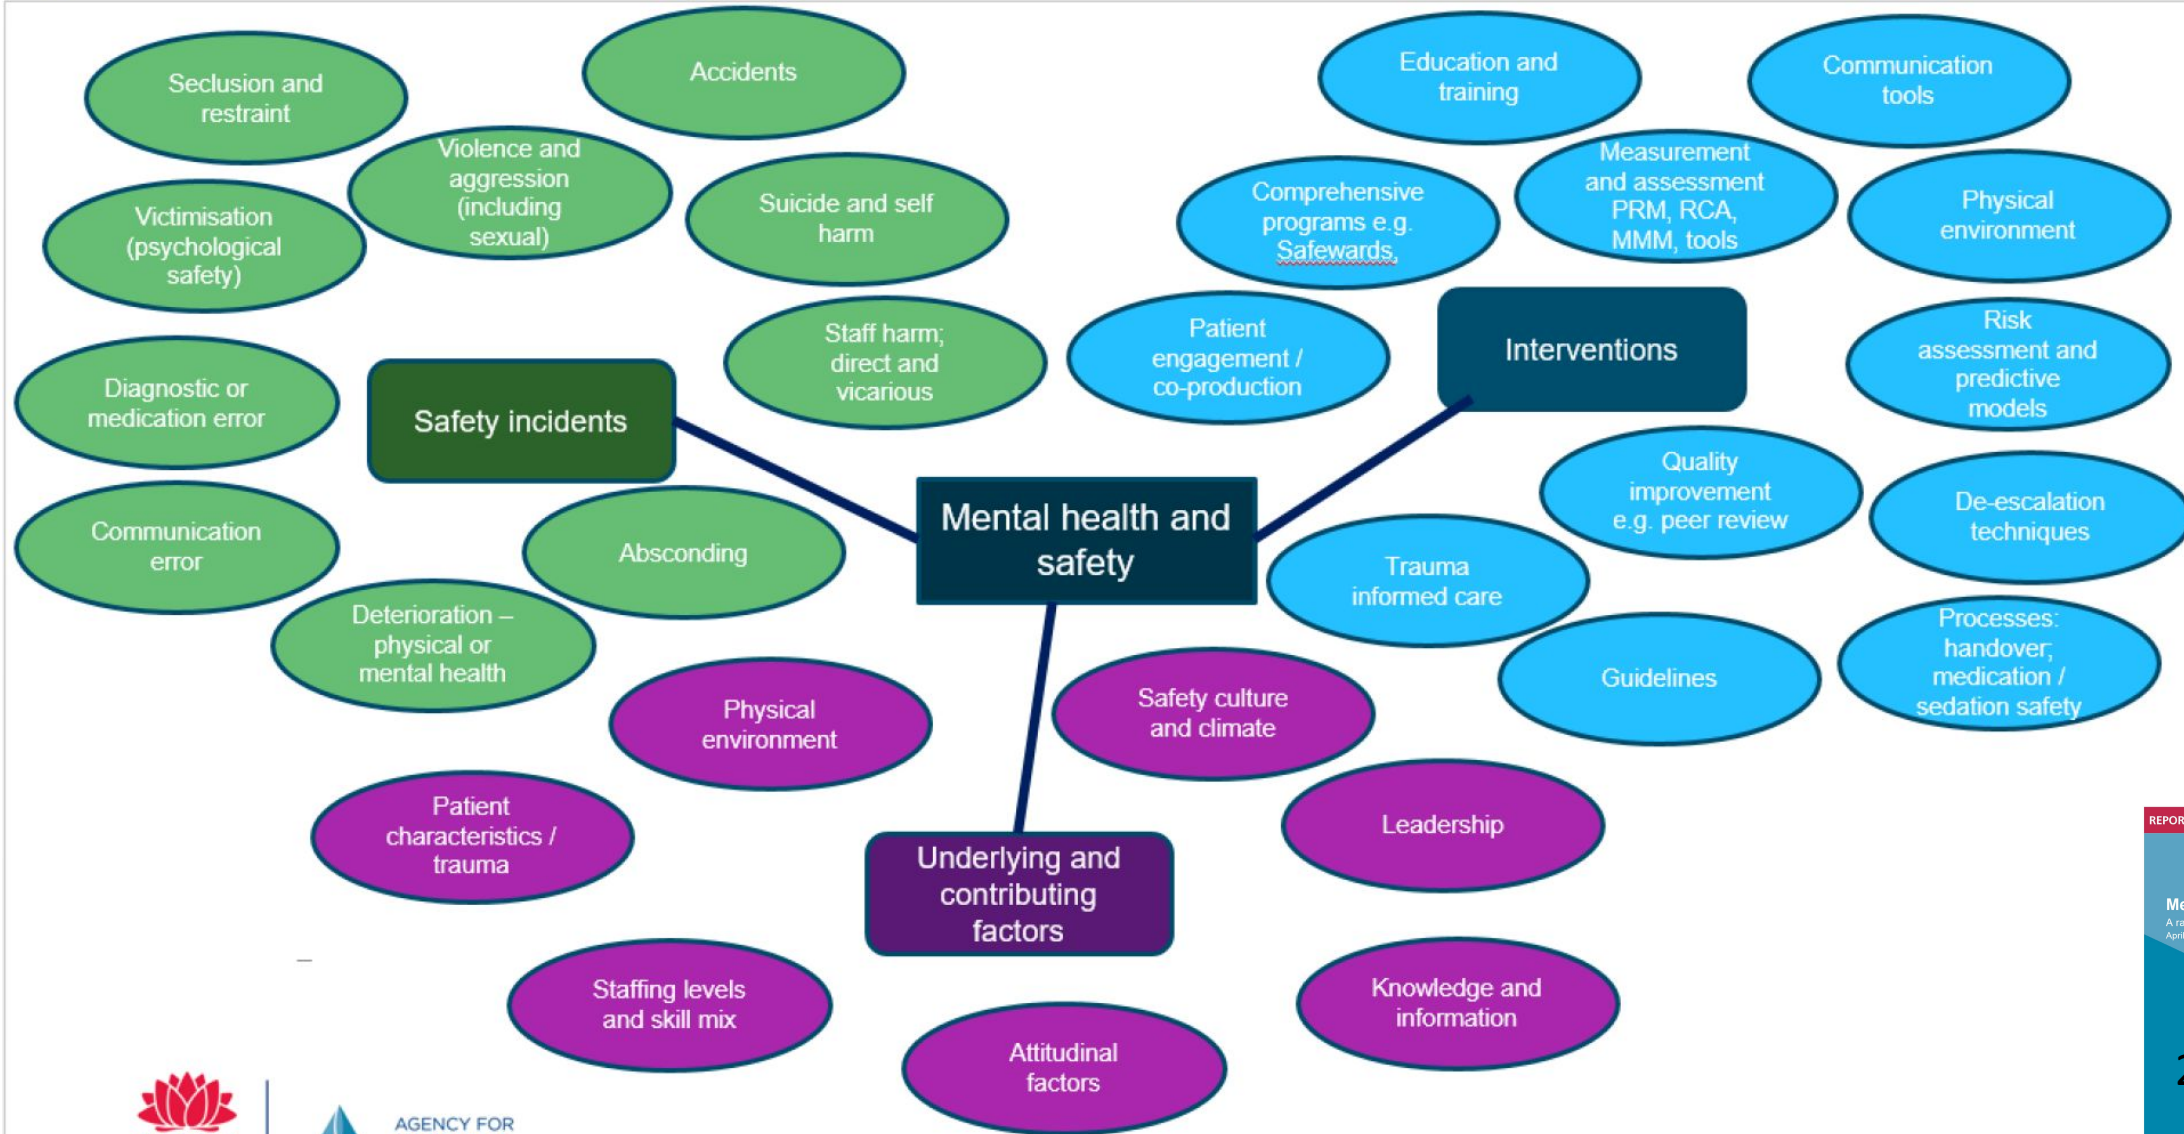 Seclusion and
restraint
Accidents
Violence and
aggression
(including
sexual)
Victimisation
(psychological
safety)
Suicide and self
harm
Staff harm;
direct and
vicarious
Diagnostic or
medication error
Safety incidents
Communication
error
Absconding
Deterioration –
physical or
mental health
Education and
training
Communication
tools
Measurement
and assessment
PRM, RCA,
MMM, tools
Comprehensive
programs e.g.
Safewards,
Physical
environment
Patient
engagement /
co-production
Interventions
Risk
assessment and
predictive
models
Quality
improvement
e.g. peer review
De-escalation
techniques
Mental health and
safety
Trauma
informed care
Guidelines
Processes:
handover;
medication /
sedation safety
Physical
environment
Safety culture
and climate
Patient
characteristics /
trauma
Leadership
Underlying and
contributing
factors
Staffing levels
and skill mix
Attitudinal
factors
Knowledge and
information
AGENCY FOR